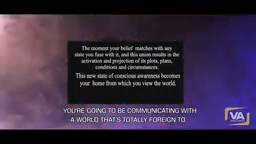 The moment your belief matches with any
state you fuse with it, and this union results in the
activation and projection of its plots, plans,
conditions and circumstances.
This new state of conscious awareness becomes
your home from which you view the world.
VA
YOU'RE GOING TO BE COMMUNICATING WITH
A WORLD THAT'S TOTALLY FOREIGN TO